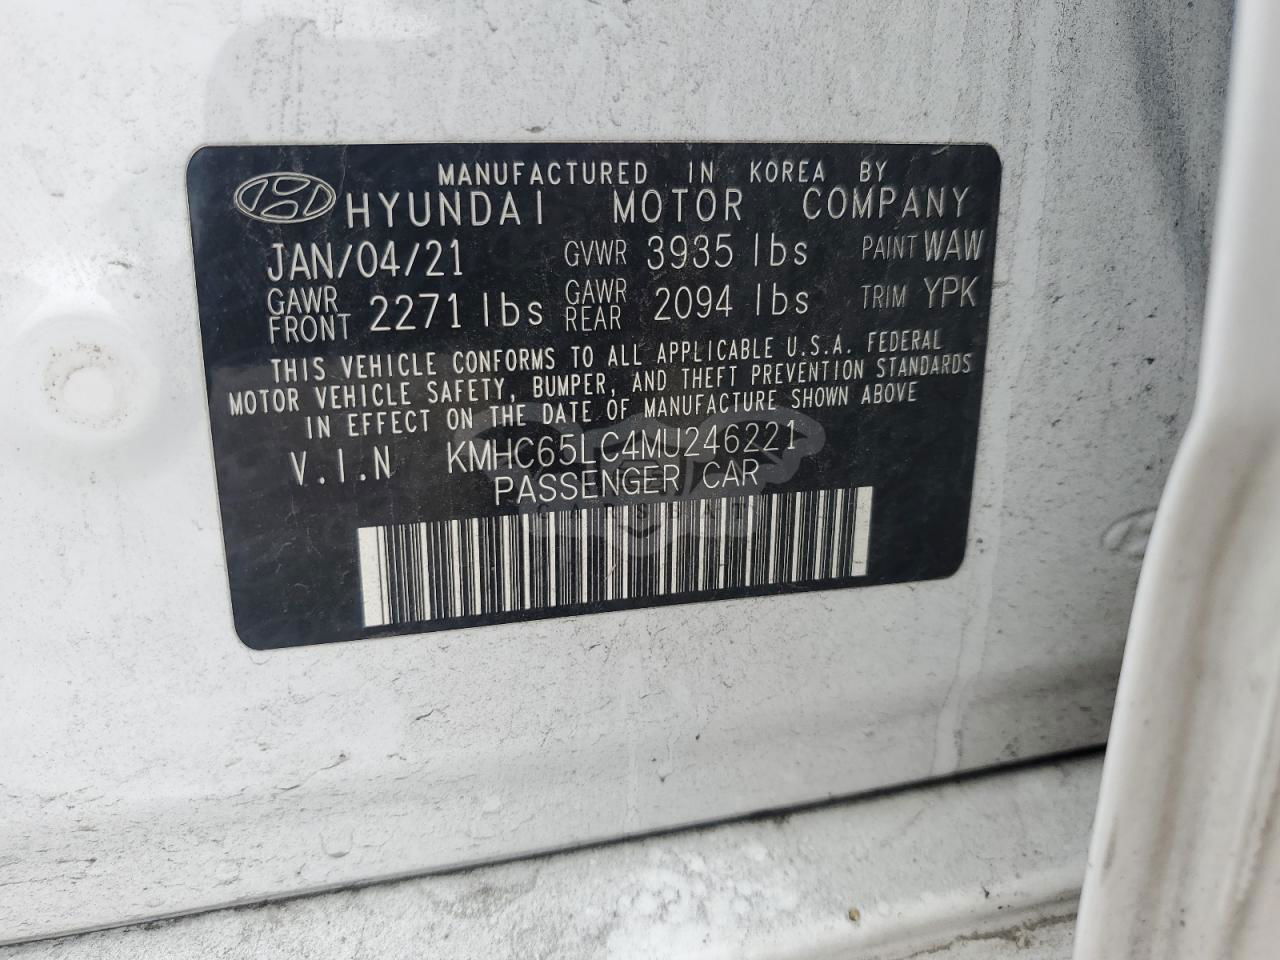 MANUFACTURED IN KOREA BY
HYUNDAI MOTOR COMPANY
JAN/04/21 GVWR 3935 lbs PAINT WAW
GAWR FRONT 2271 lbs GAWR REAR 2094 lbs TRIM YPK
THIS VEHICLE CONFORMS TO ALL APPLICABLE U.S.A. FEDERAL
MOTOR VEHICLE SAFETY, BUMPER, AND THEFT PREVENTION STANDARDS
IN EFFECT ON THE DATE OF MANUFACTURE SHOWN ABOVE
V.I.N KMHC65LC4MU246221
PASSENGER CAR